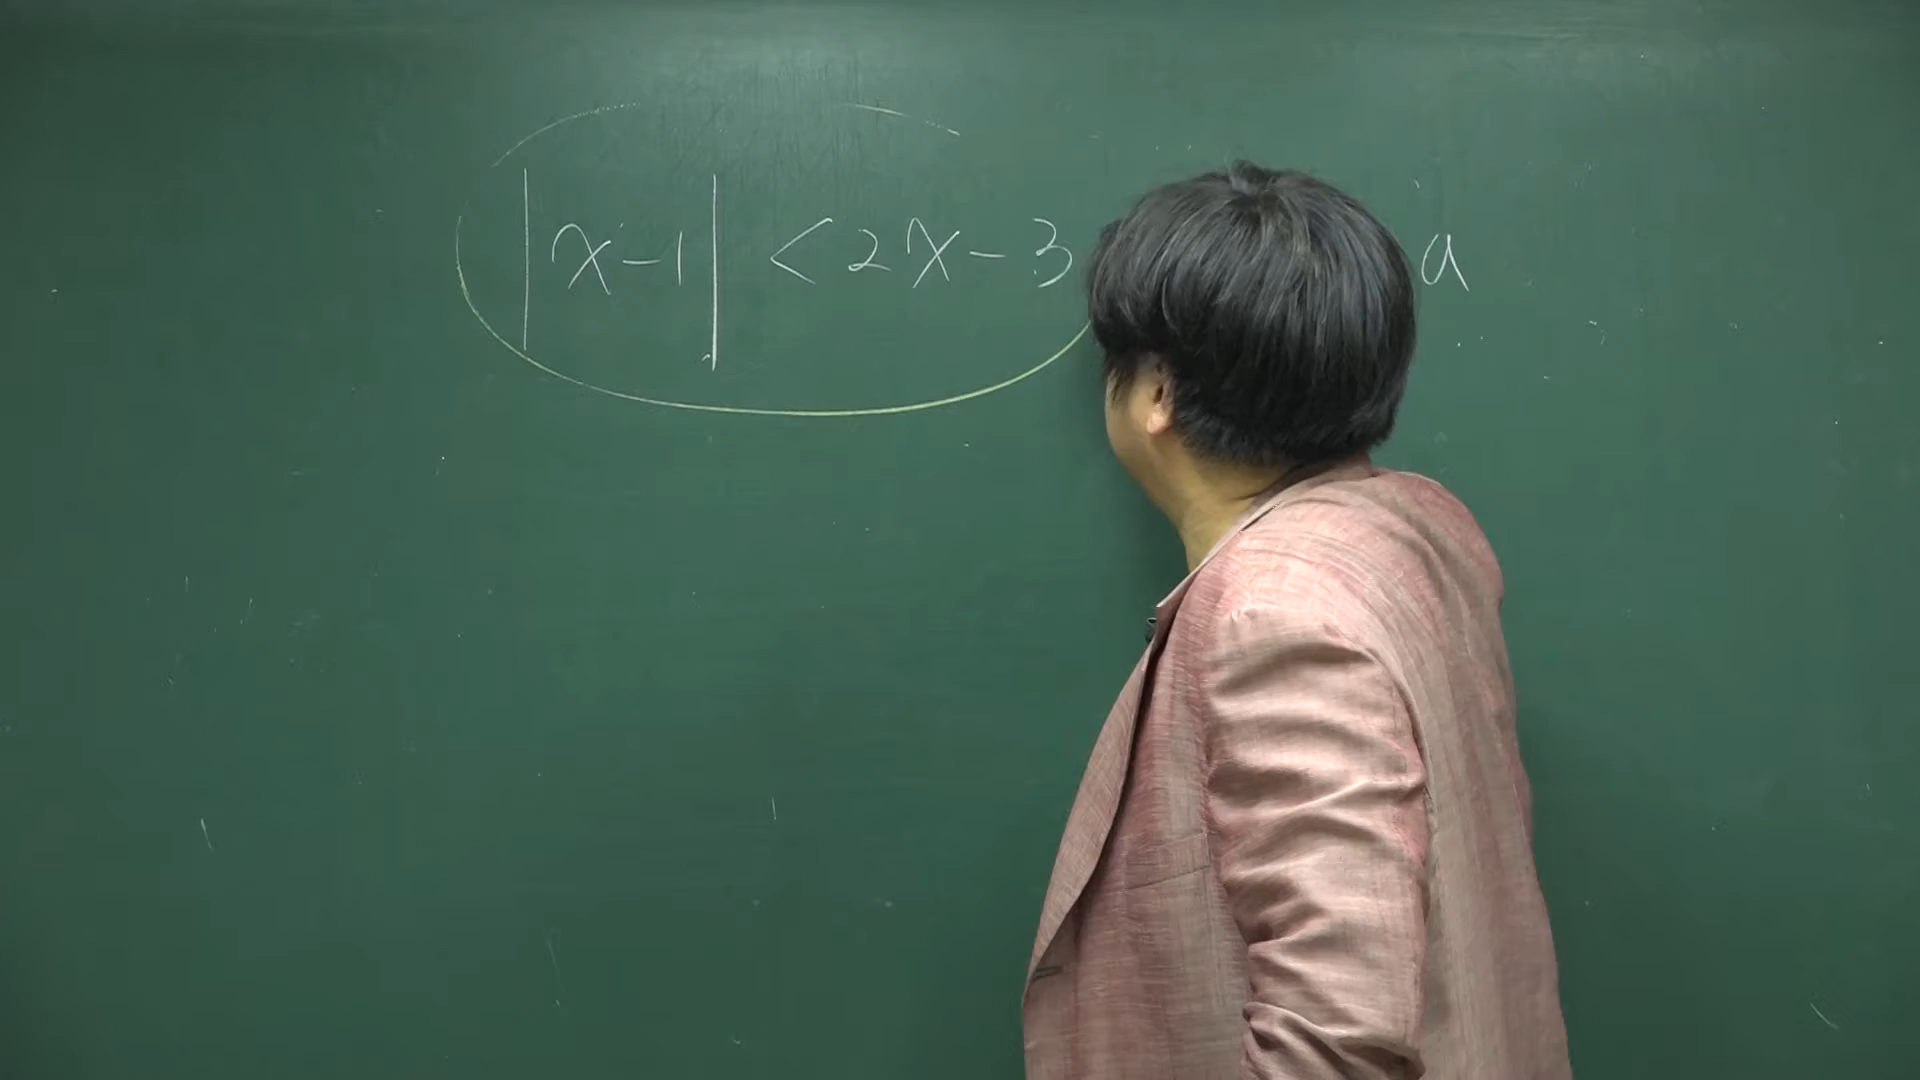 |x-1| < 2x-3 a